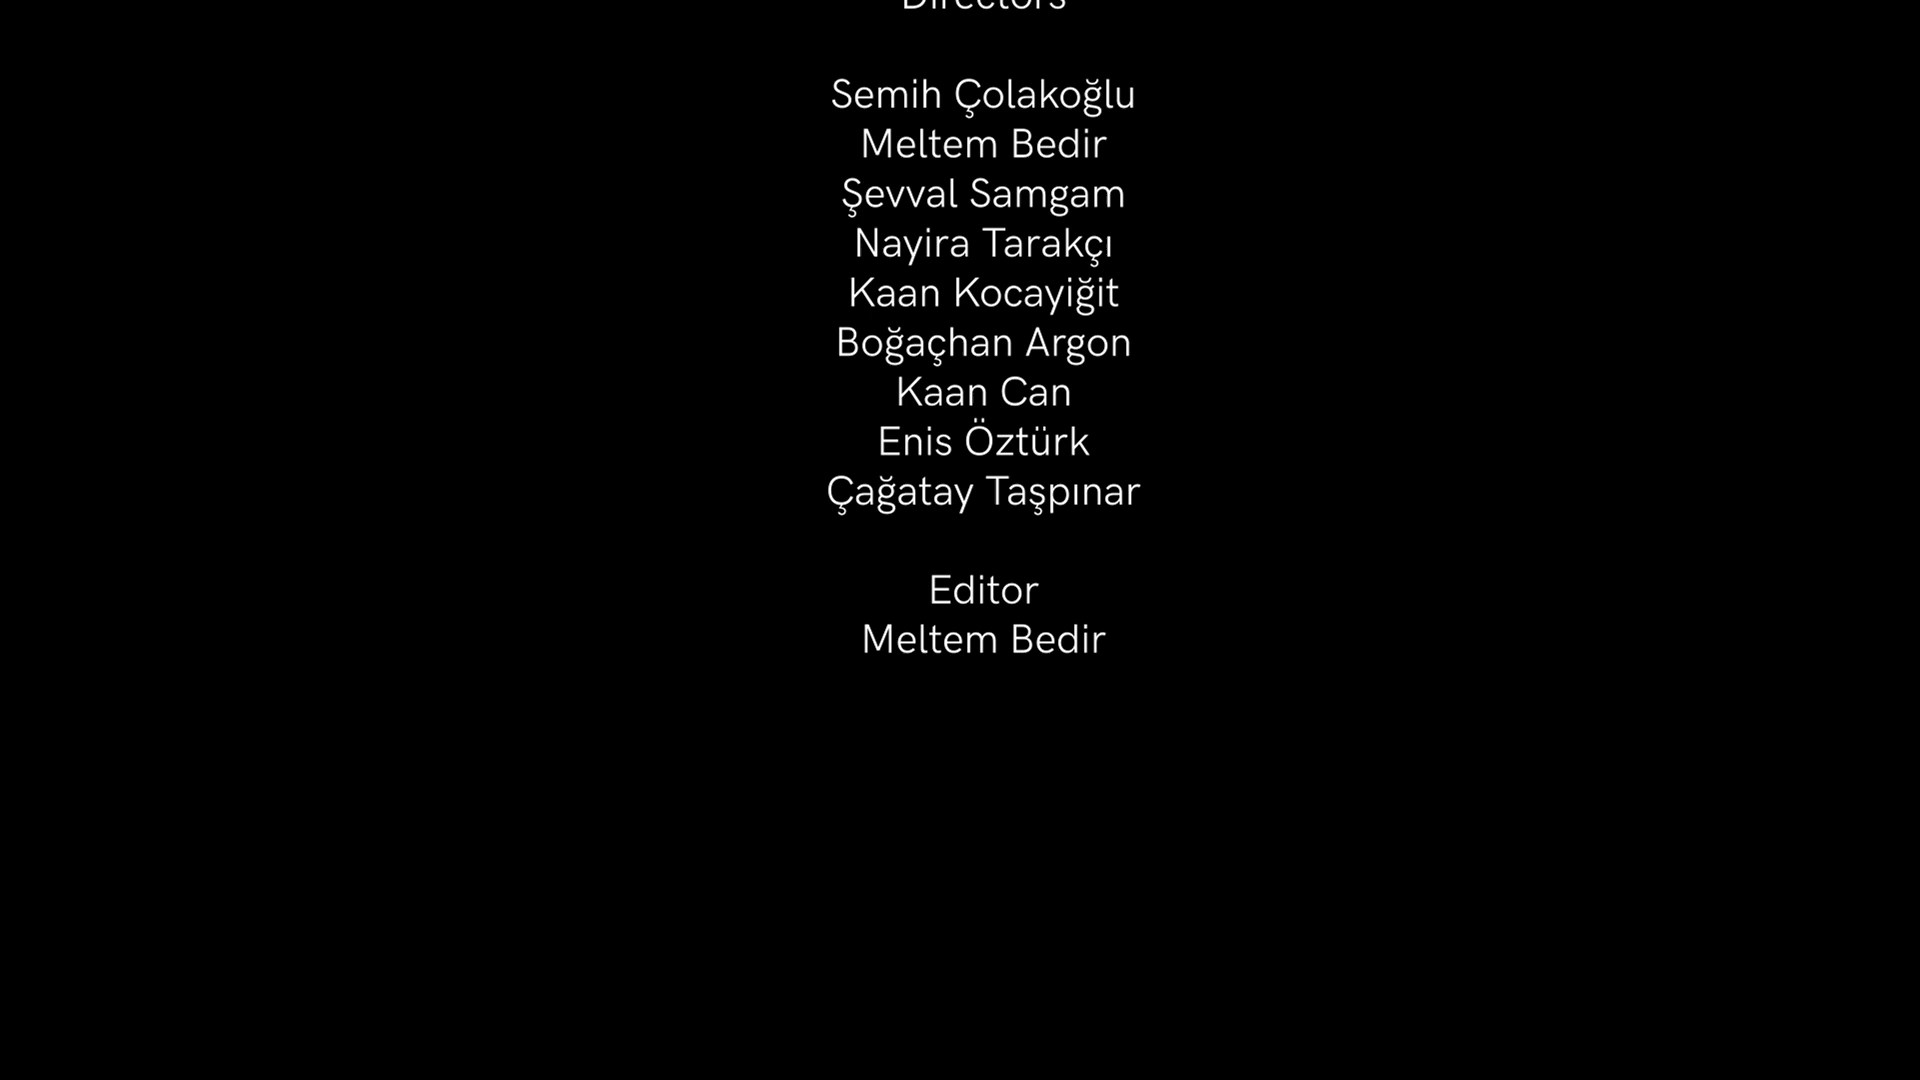 Directors
Semih Çolakoğlu
Meltem Bedir
Şevval Samgam
Nayira Tarakçı
Kaan Kocayiğit
Boğaçhan Argon
Kaan Can
Enis Öztürk
Çağatay Taşpınar
Editor
Meltem Bedir